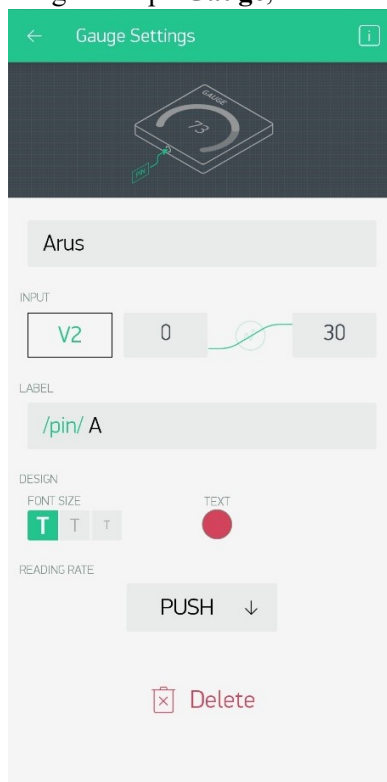 Gauge Settings
i
GAUGE
73
PIN
Arus
INPUT
V2 0 30
LABEL
/pin/ A
DESIGN
FONT SIZE TEXT
T T T
READING RATE
PUSH ↓
Delete